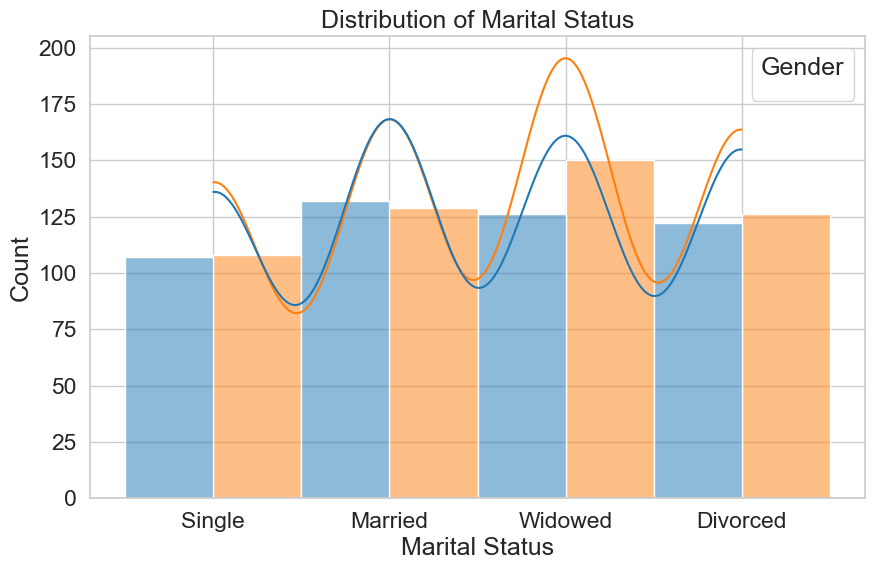 Distribution of Marital Status
Gender
200
175
150
125
100
75
50
25
0
Count
Single Married Widowed Divorced
Marital Status